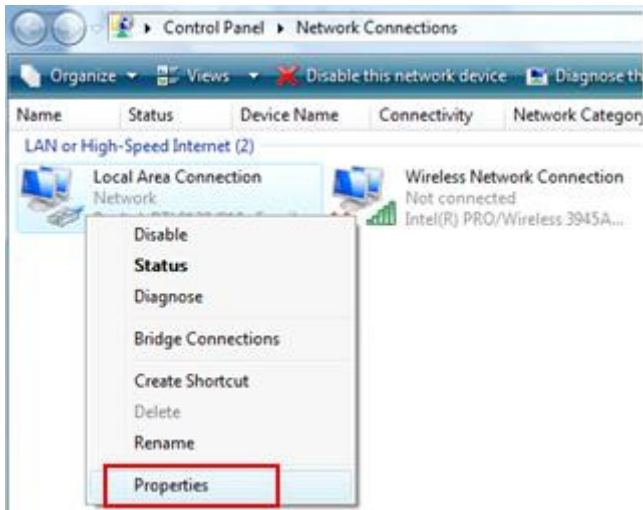 Control Panel Network Connections
Organize Views Disable this network device Diagnose th
Name Status Device Name Connectivity Network Categor
LAN or High-Speed Internet (2)
Local Area Connection
Network
Wireless Network Connection
Not connected
Intel(R) PRO/Wireless 3945A...
Disable
Status
Diagnose
Bridge Connections
Create Shortcut
Delete
Rename
Properties